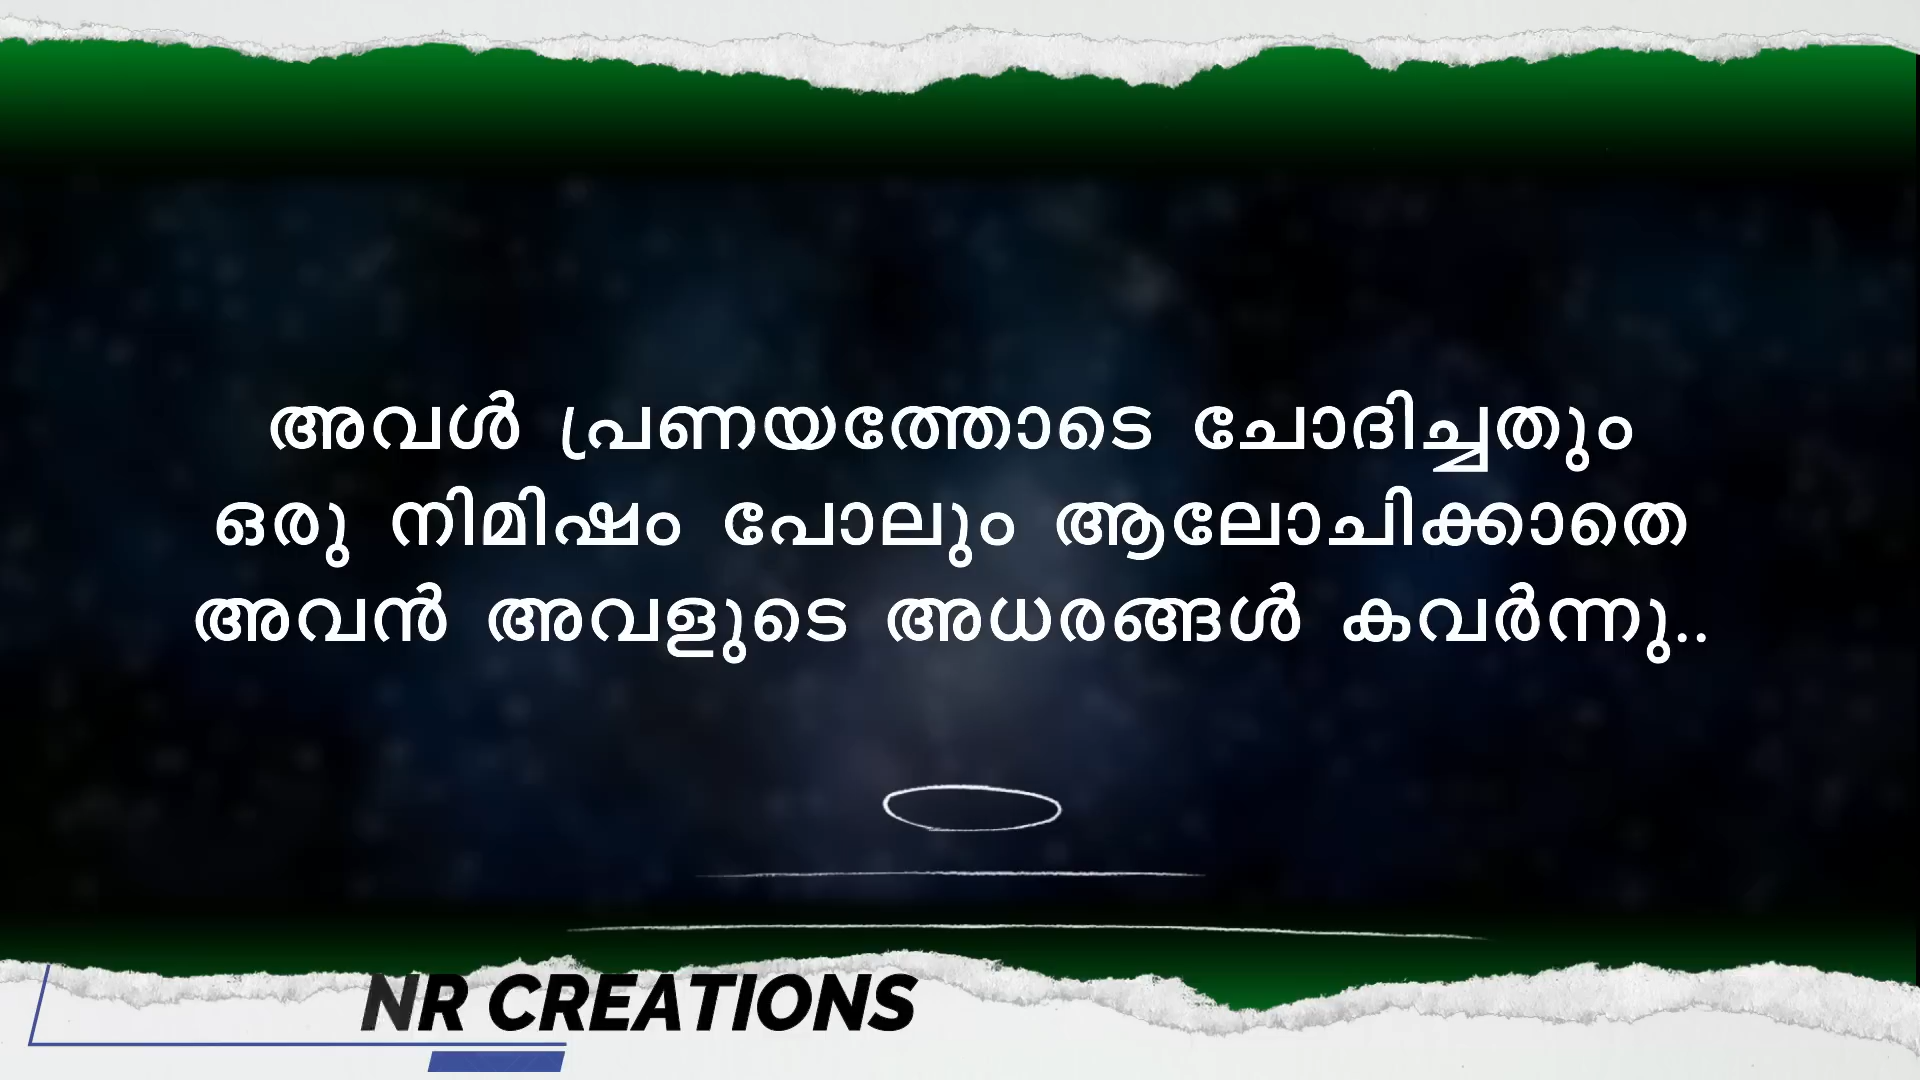 അവൾ പ്രണയത്തോടെ ചോദിച്ചതും
ഒരു നിമിഷം പോലും ആലോചിക്കാതെ
അവൻ അവളുടെ അധരങ്ങൾ കവർന്നു..
NR CREATIONS